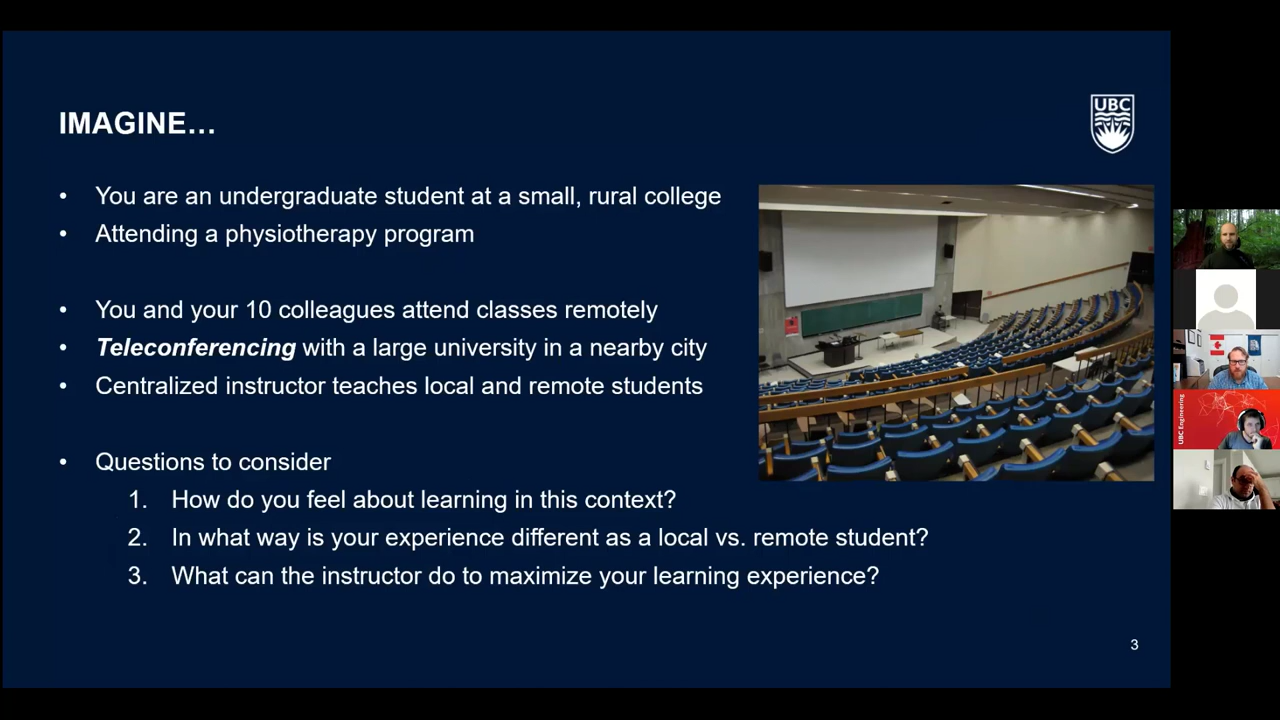 IMAGINE…
UBC
• You are an undergraduate student at a small, rural college
• Attending a physiotherapy program
• You and your 10 colleagues attend classes remotely
• Teleconferencing with a large university in a nearby city
• Centralized instructor teaches local and remote students
• Questions to consider
1. How do you feel about learning in this context?
2. In what way is your experience different as a local vs. remote student?
3. What can the instructor do to maximize your learning experience?
3
UBC Engineering